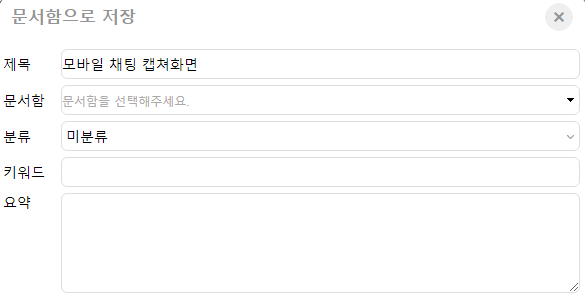 문서함으로 저장
제목 모바일 채팅 캡쳐화면
문서함 문서함을 선택해주세요.
분류 미분류
키워드
요약